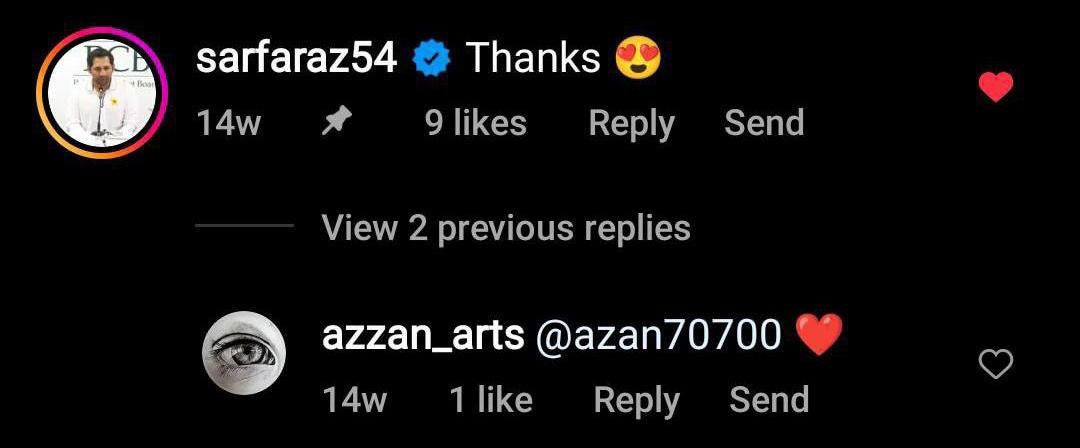 sarfaraz54 Thanks 😍
14w 9 likes Reply Send
View 2 previous replies
azzan_arts @azan70700 ❤️
14w 1 like Reply Send